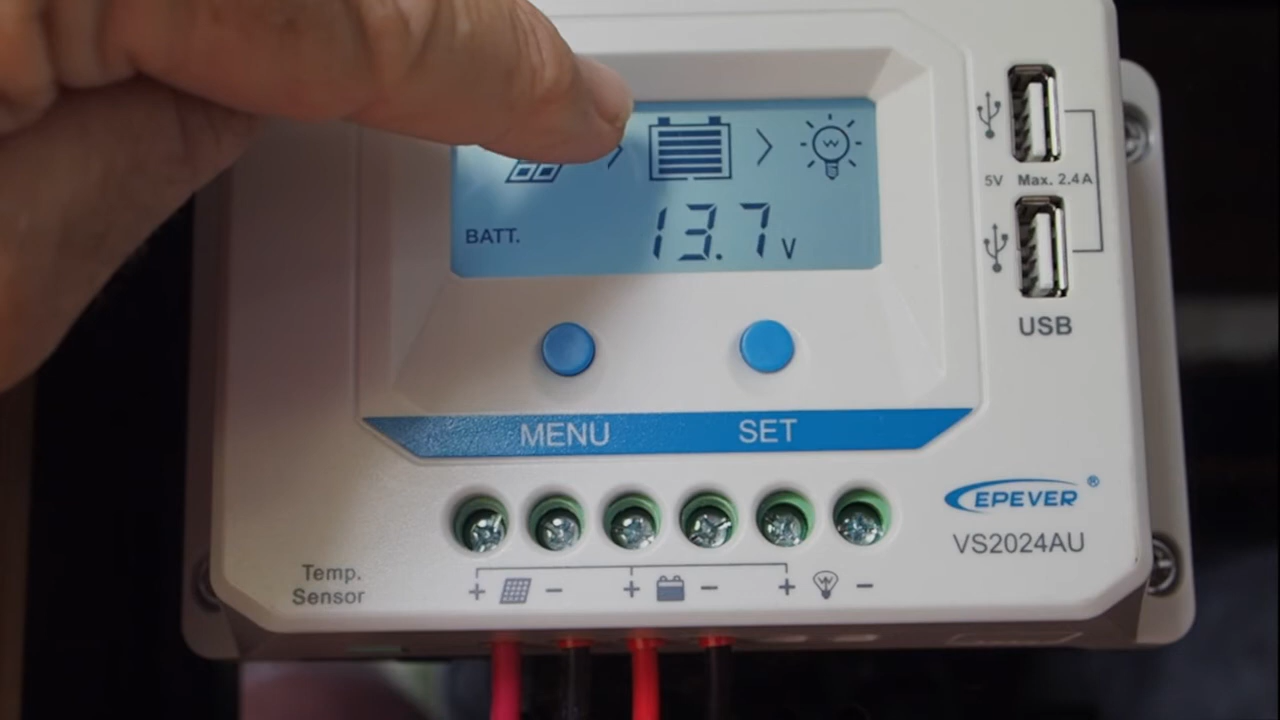 BATT. 13.7 V
5V Max. 2.4A
USB
MENU SET
EPEVER ®
VS2024AU
Temp.
Sensor
+ − + − + −